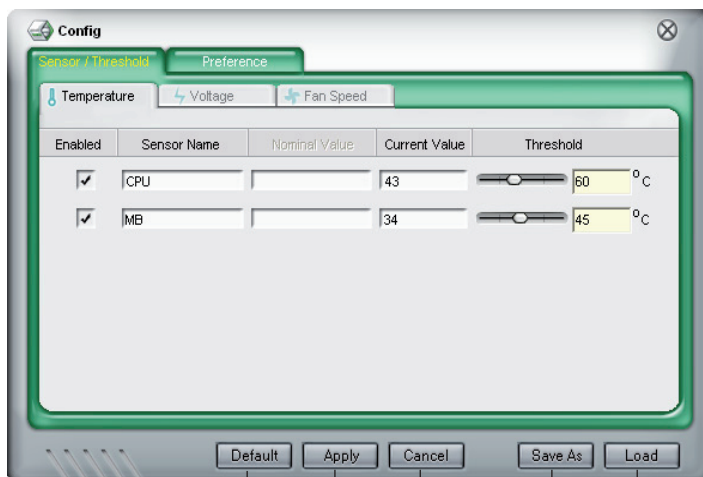 Config
Sensor / Threshold Preference
Temperature Voltage Fan Speed
Enabled Sensor Name Nominal Value Current Value Threshold
CPU 43 60 °C
MB 34 45 °C
Default Apply Cancel Save As Load